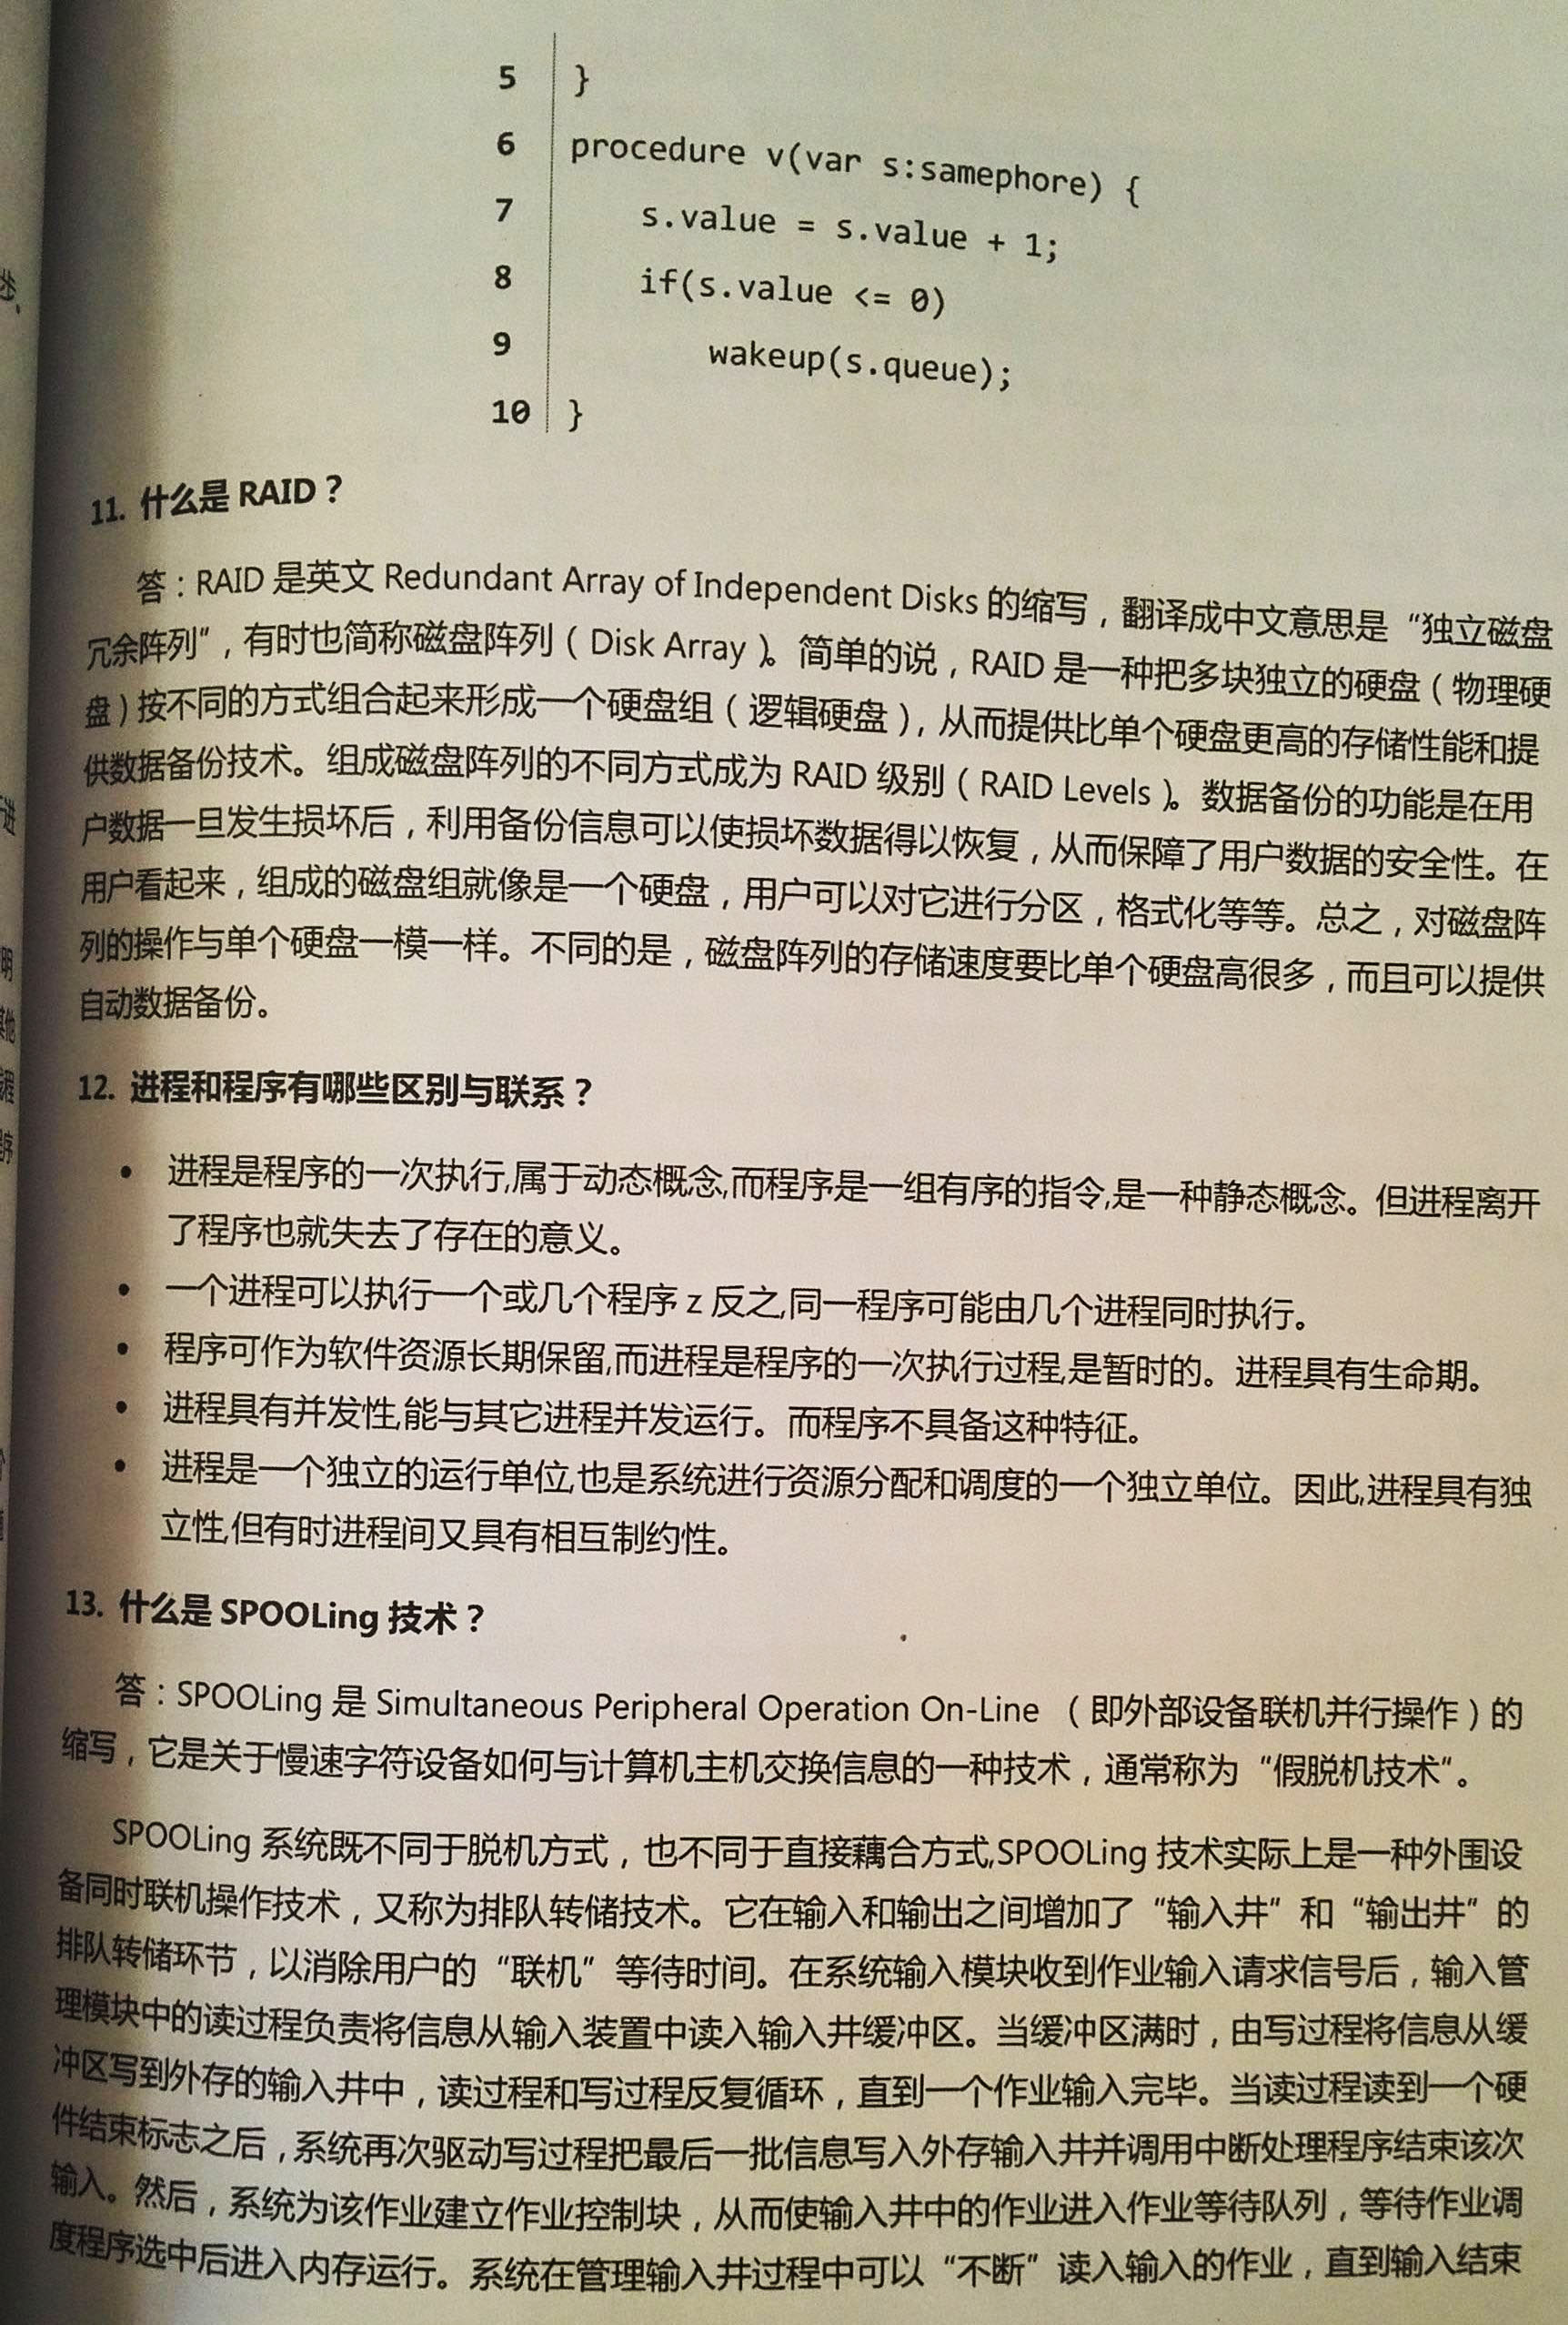 5 }
6 procedure v(var s:samephore) {
7 s.value = s.value + 1;
8 if(s.value <= 0)
9 wakeup(s.queue);
10 }
11. 什么是 RAID？
答：RAID 是英文 Redundant Array of Independent Disks 的缩写，翻译成中文意思是“独立磁盘
冗余阵列”，有时也简称磁盘阵列（Disk Array）。简单的说，RAID 是一种把多块独立的硬盘（物理硬
盘）按不同的方式组合起来形成一个硬盘组（逻辑硬盘），从而提供比单个硬盘更高的存储性能和提
供数据备份技术。组成磁盘阵列的不同方式成为 RAID 级别（RAID Levels）。数据备份的功能是在用
户数据一旦发生损坏后，利用备份信息可以使损坏数据得以恢复，从而保障了用户数据的安全性。在
用户看起来，组成的磁盘组就像是一个硬盘，用户可以对它进行分区，格式化等等。总之，对磁盘阵
列的操作与单个硬盘一模一样。不同的是，磁盘阵列的存储速度要比单个硬盘高很多，而且可以提供
自动数据备份。
12. 进程和程序有哪些区别与联系？
• 进程是程序的一次执行,属于动态概念,而程序是一组有序的指令,是一种静态概念。但进程离开
了程序也就失去了存在的意义。
• 一个进程可以执行一个或几个程序 z 反之,同一程序可能由几个进程同时执行。
• 程序可作为软件资源长期保留,而进程是程序的一次执行过程,是暂时的。进程具有生命期。
• 进程具有并发性,能与其它进程并发运行。而程序不具备这种特征。
• 进程是一个独立的运行单位,也是系统进行资源分配和调度的一个独立单位。因此,进程具有独
立性,但有时进程间又具有相互制约性。
13. 什么是 SPOOLing 技术？
答：SPOOLing 是 Simultaneous Peripheral Operation On-Line （即外部设备联机并行操作）的
缩写，它是关于慢速字符设备如何与计算机主机交换信息的一种技术，通常称为“假脱机技术”。
SPOOLing 系统既不同于脱机方式，也不同于直接藕合方式,SPOOLing 技术实际上是一种外围设
备同时联机操作技术，又称为排队转储技术。它在输入和输出之间增加了“输入井”和“输出井”的
排队转储环节，以消除用户的“联机”等待时间。在系统输入模块收到作业输入请求信号后，输入管
理模块中的读过程负责将信息从输入装置中读入输入井缓冲区。当缓冲区满时，由写过程将信息从缓
冲区写到外存的输入井中，读过程和写过程反复循环，直到一个作业输入完毕。当读过程读到一个硬
件结束标志之后，系统再次驱动写过程把最后一批信息写入外存输入井并调用中断处理程序结束该次
输入。然后，系统为该作业建立作业控制块，从而使输入井中的作业进入作业等待队列，等待作业调
度程序选中后进入内存运行。系统在管理输入井过程中可以“不断”读入输入的作业，直到输入结束